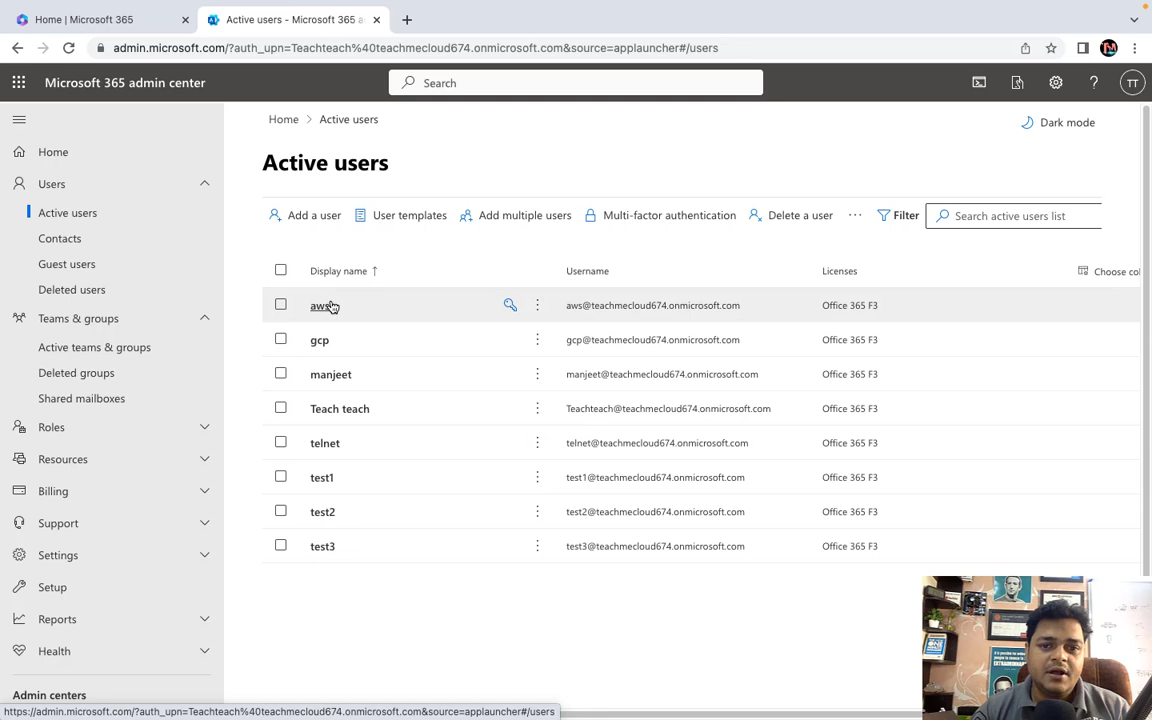 Home | Microsoft 365
Active users - Microsoft 365 a
admin.microsoft.com/?auth_upn=Teachteach%40teachmecloud674.onmicrosoft.com&source=applauncher#/users
Microsoft 365 admin center
Search
TT
Home > Active users
Dark mode
Home
Users
Active users
Contacts
Guest users
Deleted users
Teams & groups
Active teams & groups
Deleted groups
Shared mailboxes
Roles
Resources
Billing
Support
Settings
Setup
Reports
Health
Admin centers
Active users
Add a user
User templates
Add multiple users
Multi-factor authentication
Delete a user
Filter
Search active users list
Display name ↑
Username
Licenses
Choose col
aws
aws@teachmecloud674.onmicrosoft.com
Office 365 F3
gcp
gcp@teachmecloud674.onmicrosoft.com
Office 365 F3
manjeet
manjeet@teachmecloud674.onmicrosoft.com
Office 365 F3
Teach teach
Teachteach@teachmecloud674.onmicrosoft.com
Office 365 F3
telnet
telnet@teachmecloud674.onmicrosoft.com
Office 365 F3
test1
test1@teachmecloud674.onmicrosoft.com
Office 365 F3
test2
test2@teachmecloud674.onmicrosoft.com
Office 365 F3
test3
test3@teachmecloud674.onmicrosoft.com
Office 365 F3
https://admin.microsoft.com/?auth_upn=Teachteach%40teachmecloud674.onmicrosoft.com&source=applauncher#/users